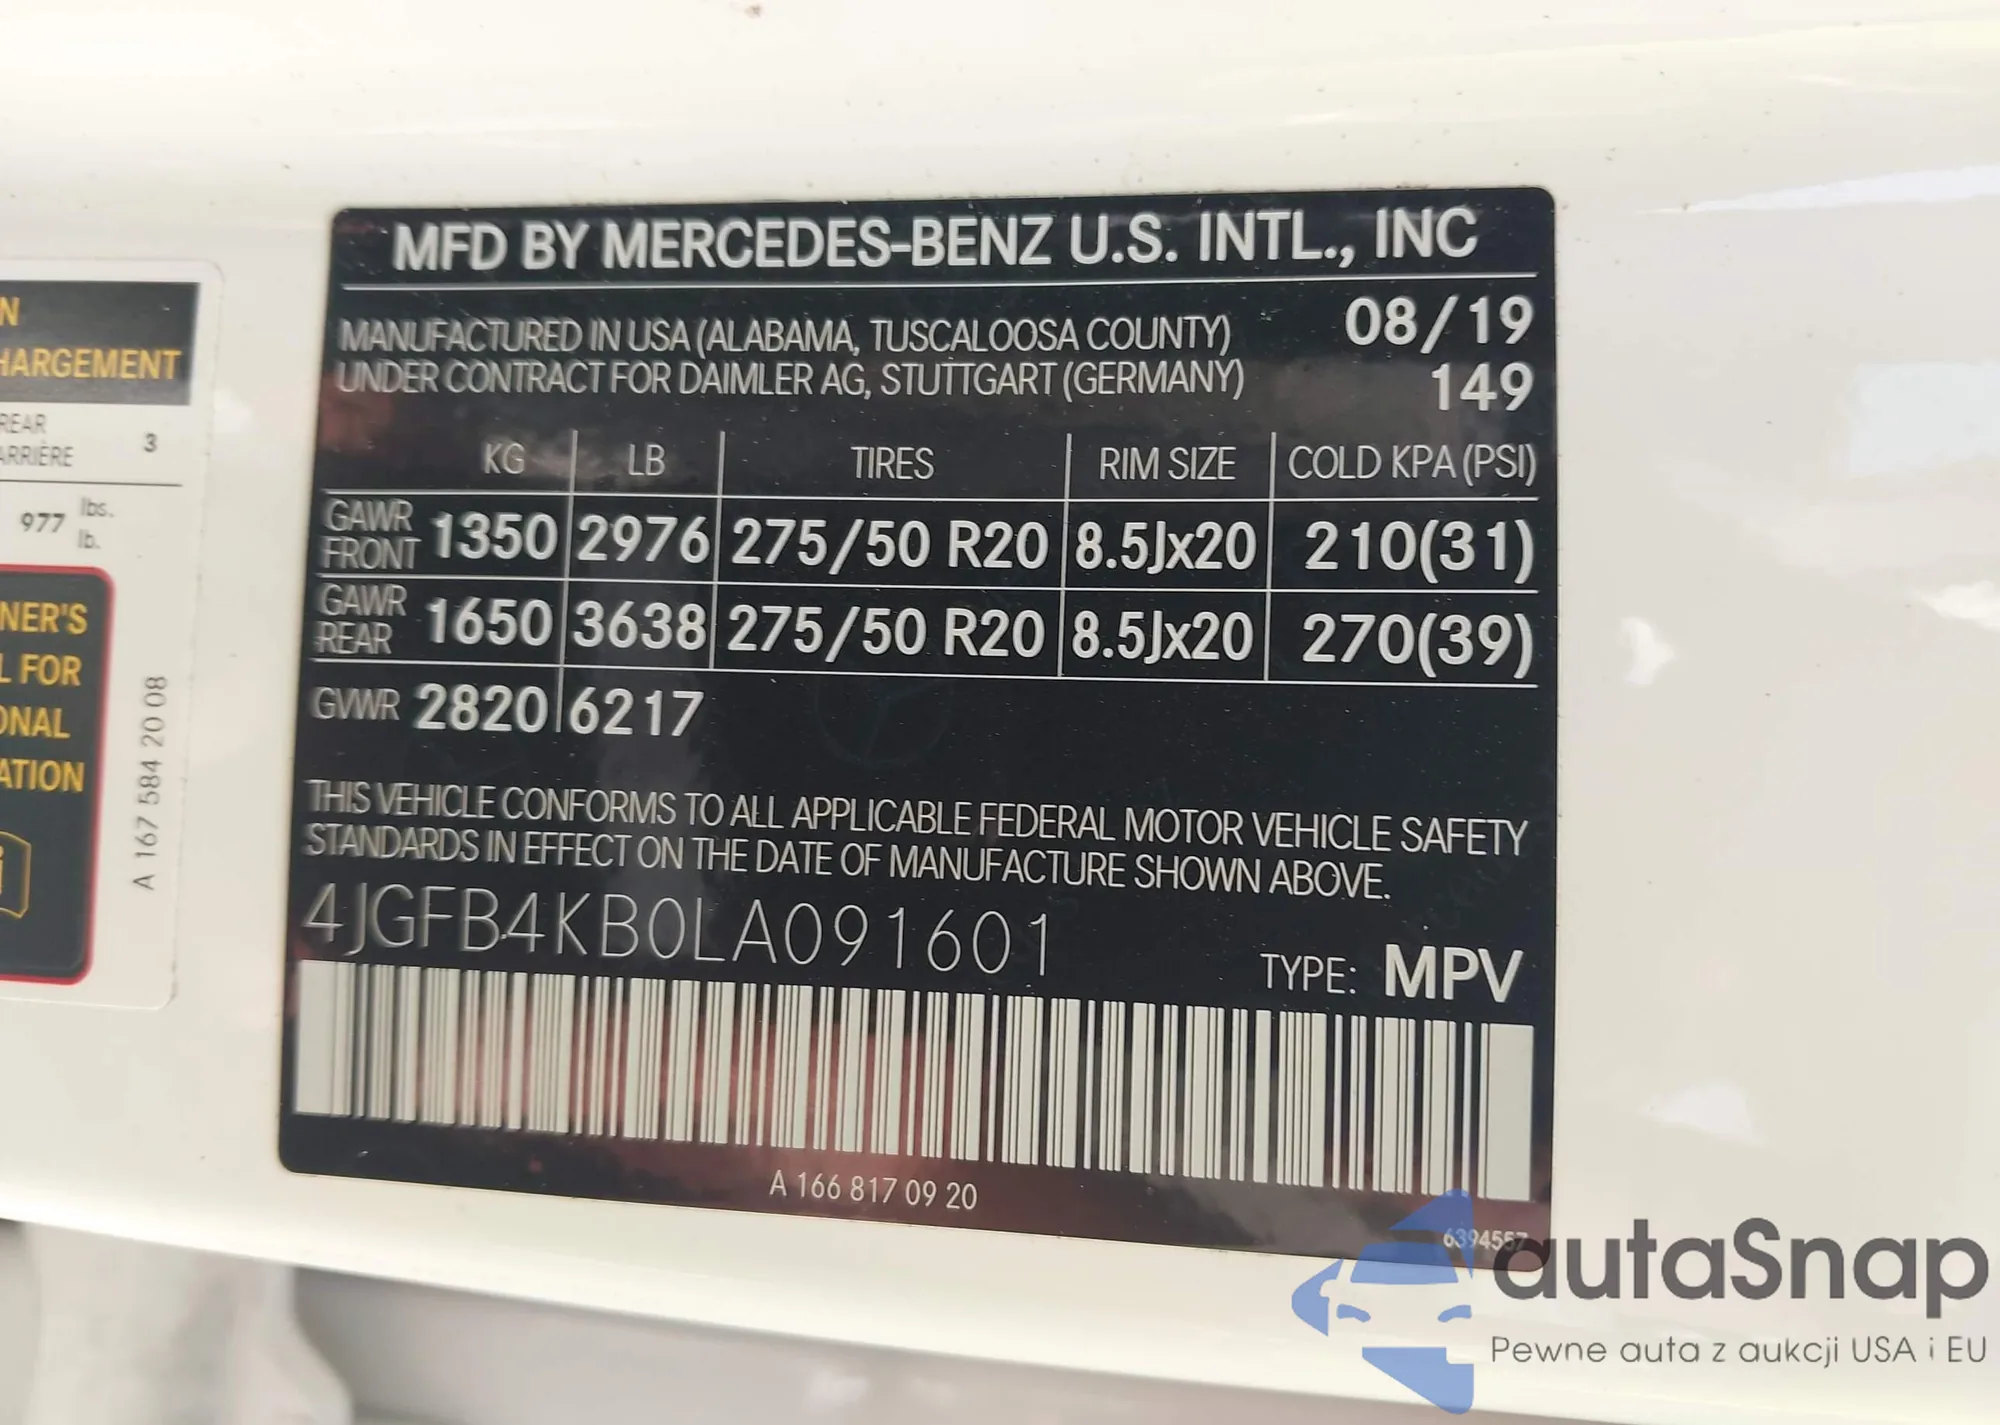 N
HARGEMENT
REAR
ARRIÈRE 3
977 lbs.
lb.
NER'S
L FOR
ONAL
ATION
A 167 584 20 08
MFD BY MERCEDES-BENZ U.S. INTL., INC
MANUFACTURED IN USA (ALABAMA, TUSCALOOSA COUNTY) 08/19
UNDER CONTRACT FOR DAIMLER AG, STUTTGART (GERMANY) 149
KG LB TIRES RIM SIZE COLD KPA (PSI)
GAWR FRONT 1350 2976 275/50 R20 8.5Jx20 210(31)
GAWR REAR 1650 3638 275/50 R20 8.5Jx20 270(39)
GVWR 2820 6217
THIS VEHICLE CONFORMS TO ALL APPLICABLE FEDERAL MOTOR VEHICLE SAFETY
STANDARDS IN EFFECT ON THE DATE OF MANUFACTURE SHOWN ABOVE.
4JGFB4KB0LA091601
TYPE: MPV
A 166 817 09 20
6394557
autaSnap
Pewne auta z aukcji USA i EU